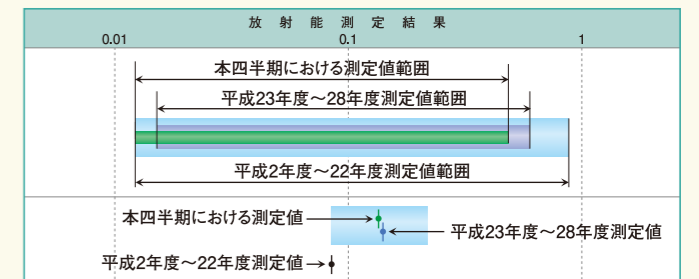 放射能測定結果
0.01 0.1 1
本四半期における測定値範囲
平成23年度～28年度測定値範囲
平成2年度～22年度測定値範囲
本四半期における測定値
平成23年度～28年度測定値
平成2年度～22年度測定値